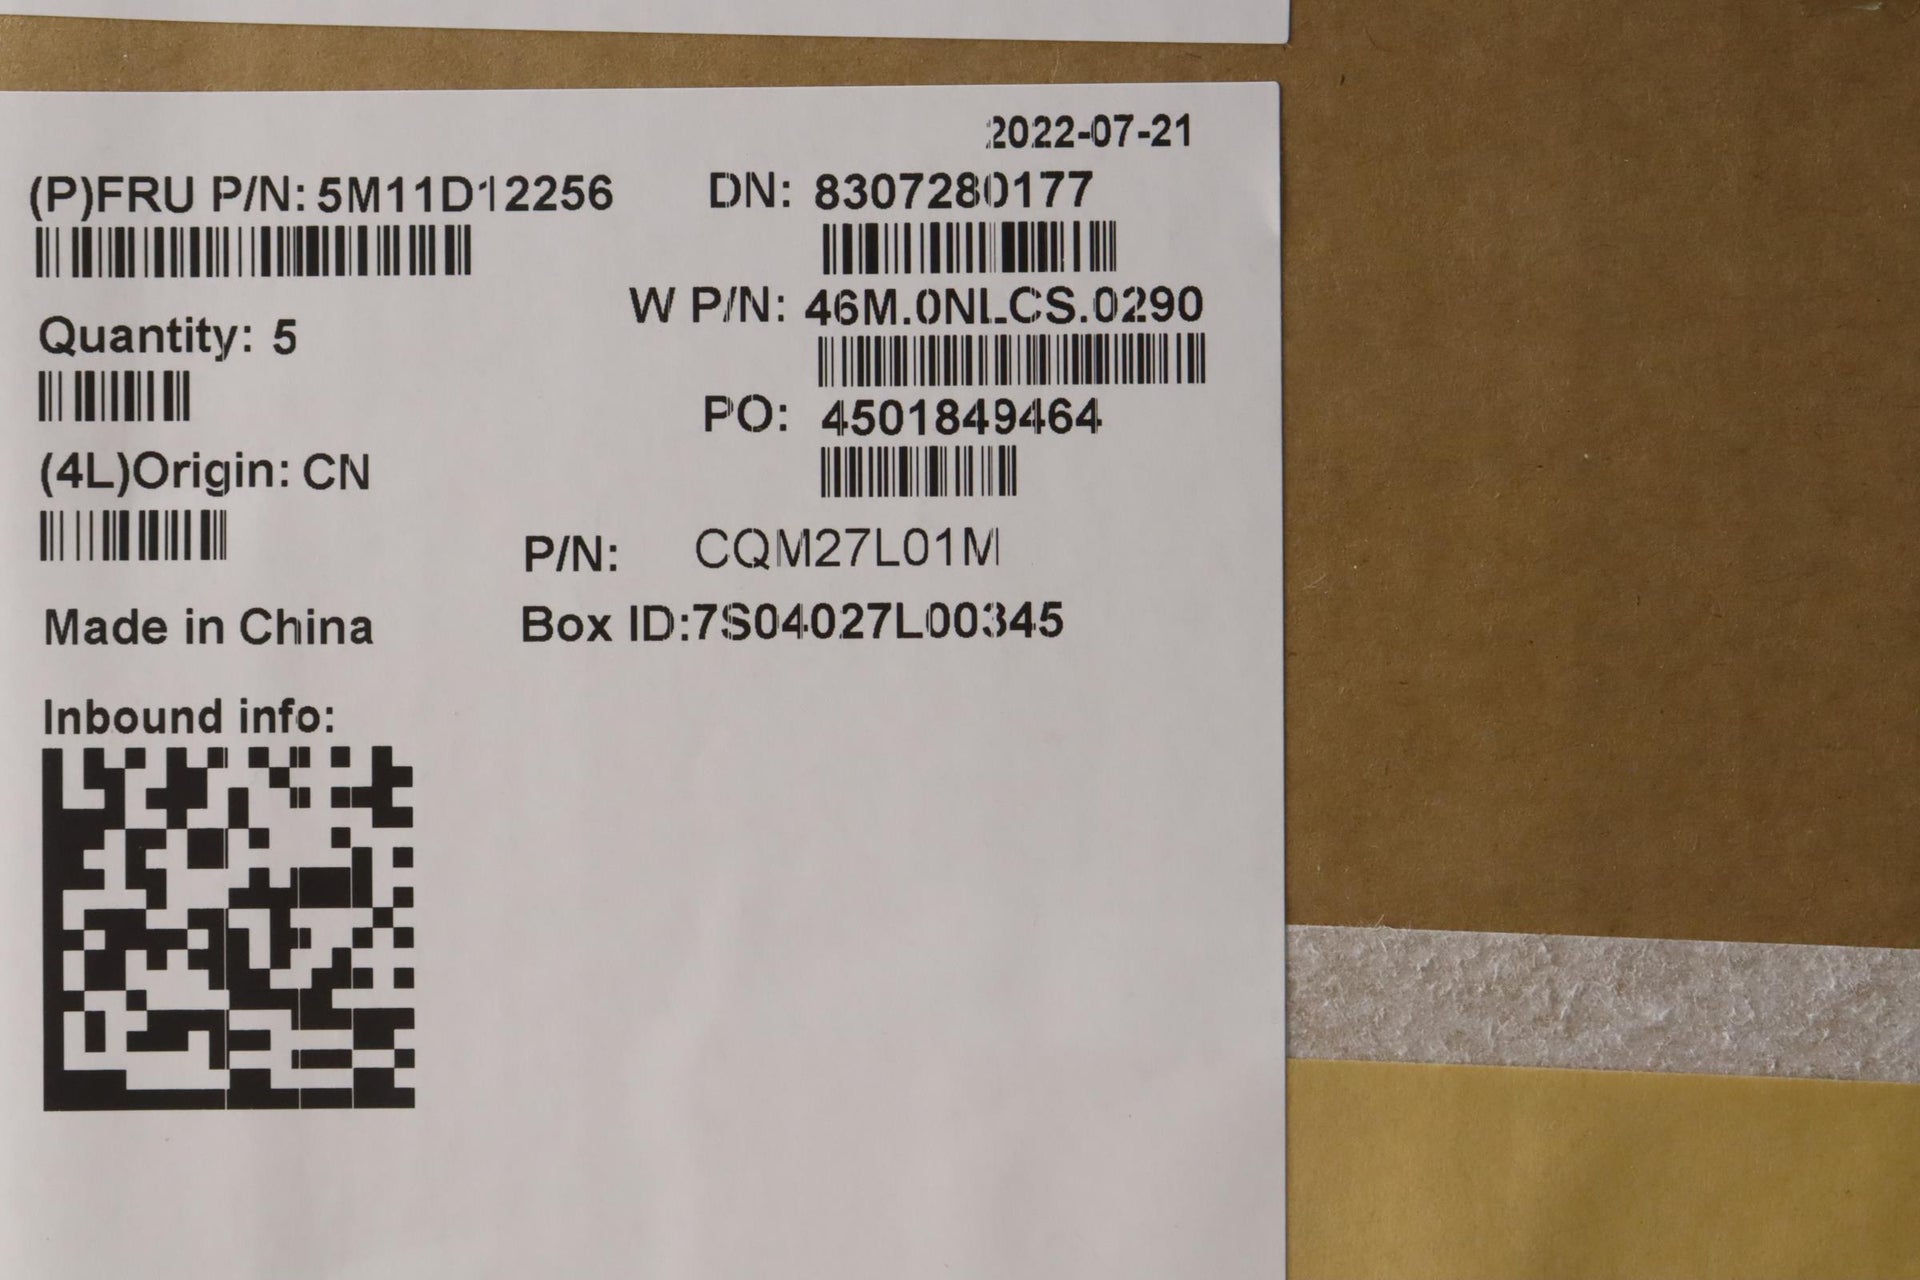 2022-07-21
(P)FRU P/N: 5M11D12256
DN: 8307280177
W P/N: 46M.0NLCS.0290
Quantity: 5
PO: 4501849464
(4L)Origin: CN
P/N: CQM27L01M
Made in China
Box ID:7S04027L00345
Inbound info: